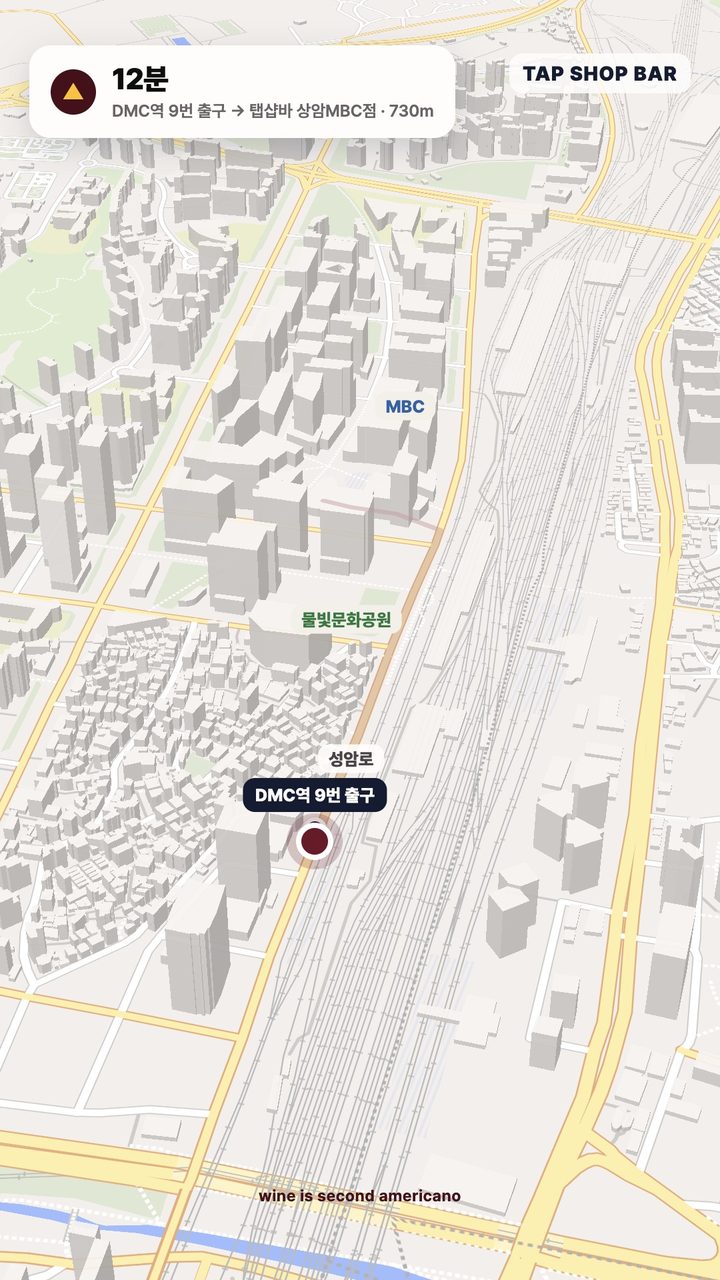 12분
DMC역 9번 출구 → 탭샵바 상암MBC점 · 730m
TAP SHOP BAR
MBC
물빛문화공원
성암로
DMC역 9번 출구
wine is second americano